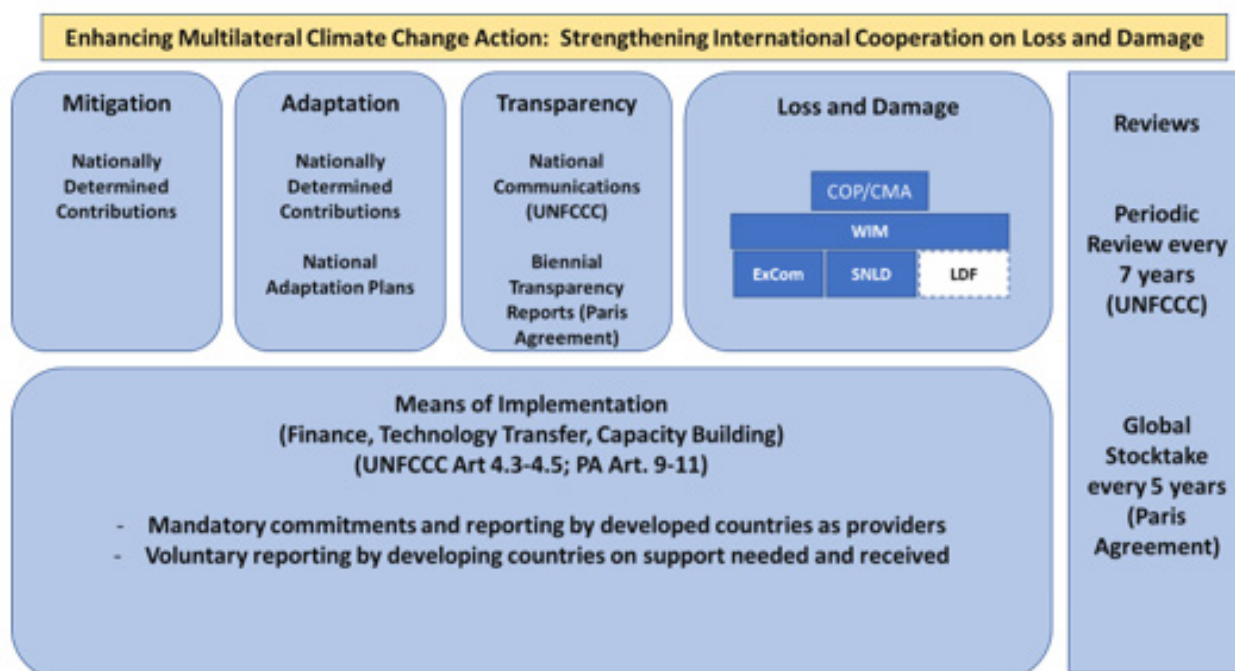 Enhancing Multilateral Climate Change Action: Strengthening International Cooperation on Loss and Damage
Mitigation
Nationally
Determined
Contributions
Adaptation
Nationally
Determined
Contributions
National
Adaptation Plans
Transparency
National
Communications
(UNFCCC)
Biennial
Transparency
Reports (Paris
Agreement)
Loss and Damage
COP/CMA
WIM
ExCom
SNLD
LDF
Reviews
Periodic
Review every
7 years
(UNFCCC)
Global
Stocktake
every 5 years
(Paris
Agreement)
Means of Implementation
(Finance, Technology Transfer, Capacity Building)
(UNFCCC Art 4.3-4.5; PA Art. 9-11)
- Mandatory commitments and reporting by developed countries as providers
- Voluntary reporting by developing countries on support needed and received